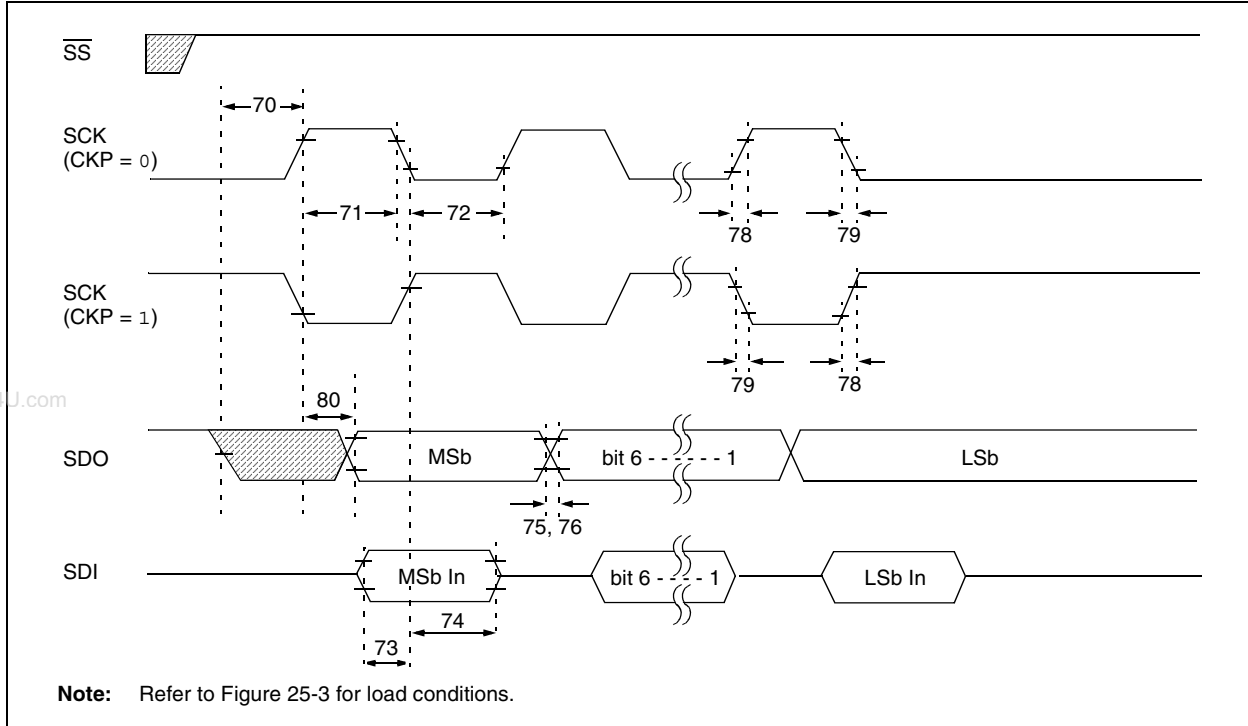 SS
70
SCK
(CKP = 0)
71
72
78
79
SCK
(CKP = 1)
79
78
4U.com
80
SDO
MSb
bit 6 - - - - - - 1
LSb
75, 76
SDI
MSb In
bit 6 - - - - - 1
LSb In
74
73
Note: Refer to Figure 25-3 for load conditions.